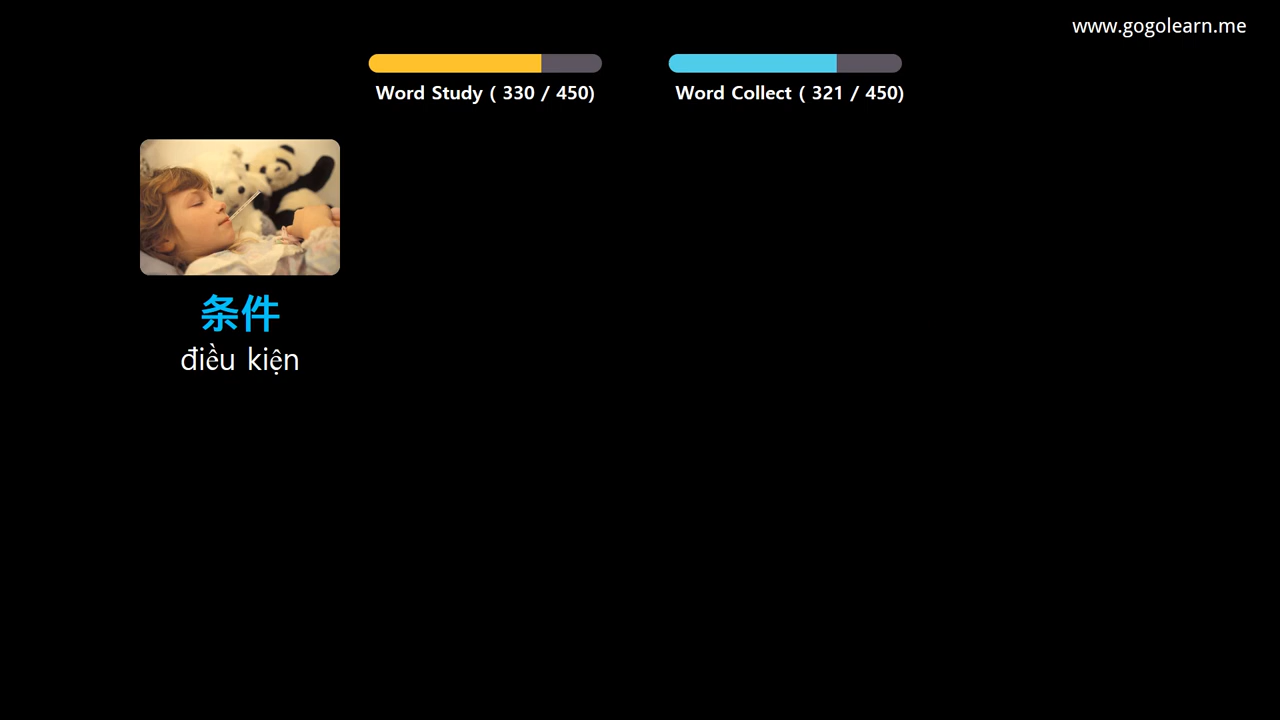 www.gogolearn.me
Word Study ( 330 / 450)
Word Collect ( 321 / 450)
条件
điều kiện